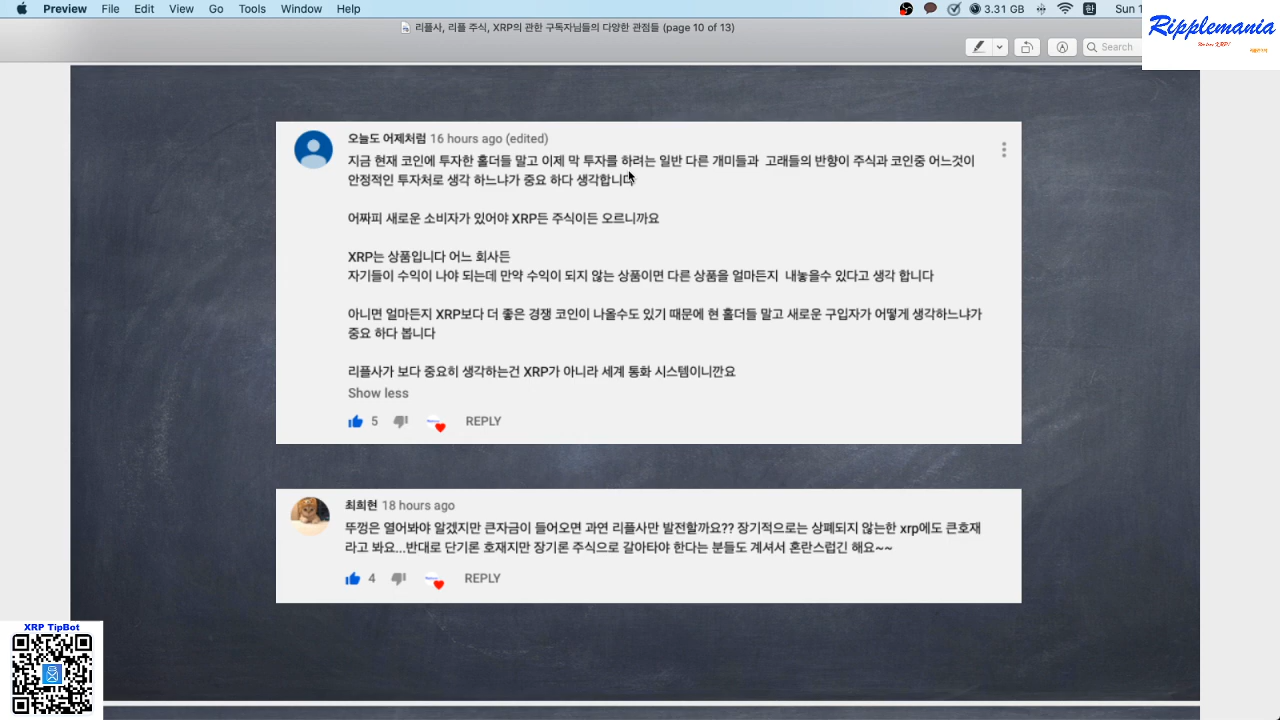 Preview File Edit View Go Tools Window Help 3.31 GB 한 Sun 1
리플사, 리플 주식, XRP의 관한 구독자님들의 다양한 관점들 (page 10 of 13)
Search
Ripplemania
오늘도 어제처럼 16 hours ago (edited)
지금 현재 코인에 투자한 홀더들 말고 이제 막 투자를 하려는 일반 다른 개미들과 고래들의 반향이 주식과 코인중 어느것이
안정적인 투자처로 생각 하느냐가 중요 하다 생각합니다
어짜피 새로운 소비자가 있어야 XRP든 주식이든 오르니까요
XRP는 상품입니다 어느 회사든
자기들이 수익이 나야 되는데 만약 수익이 되지 않는 상품이면 다른 상품을 얼마든지 내놓을수 있다고 생각 합니다
아니면 얼마든지 XRP보다 더 좋은 경쟁 코인이 나올수도 있기 때문에 현 홀더들 말고 새로운 구입자가 어떻게 생각하느냐가
중요 하다 봅니다
리플사가 보다 중요히 생각하는건 XRP가 아니라 세계 통화 시스템이니깐요
Show less
5 REPLY
최희현 18 hours ago
뚜껑은 열어봐야 알겠지만 큰자금이 들어오면 과연 리플사만 발전할까요?? 장기적으로는 상폐되지 않는한 xrp에도 큰호재
라고 봐요...반대로 단기론 호재지만 장기론 주식으로 갈아타야 한다는 분들도 계셔서 혼란스럽긴 해요~~
4 REPLY
XRP TipBot